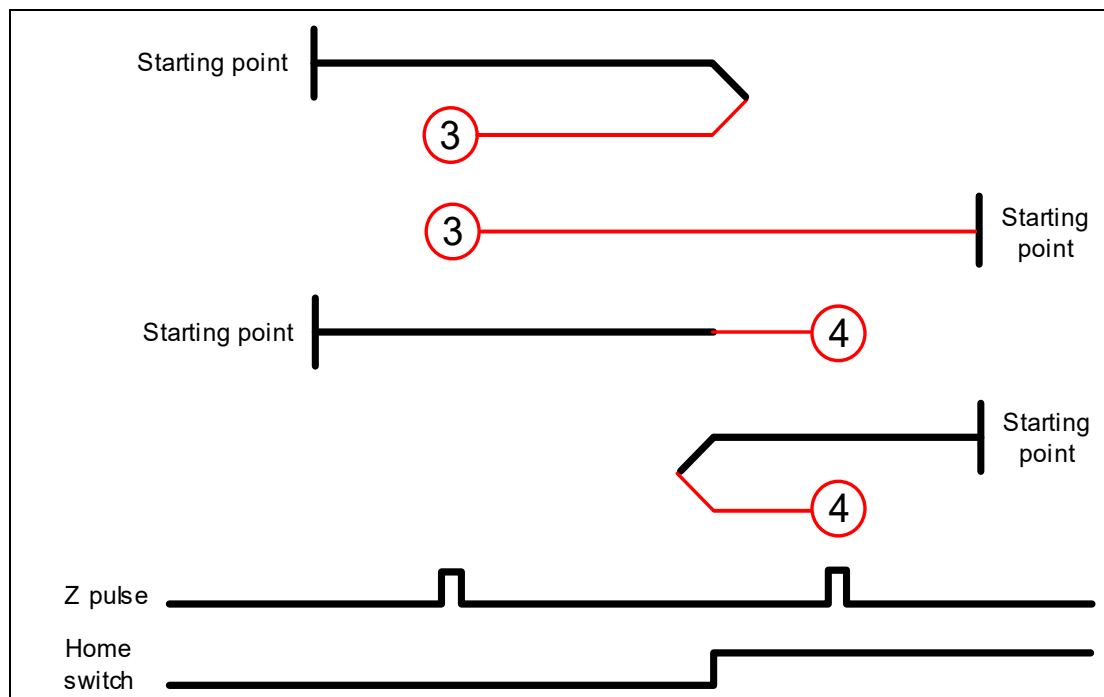 Starting point
3
3
Starting
point
Starting point
4
Starting
point
4
Z pulse
Home
switch